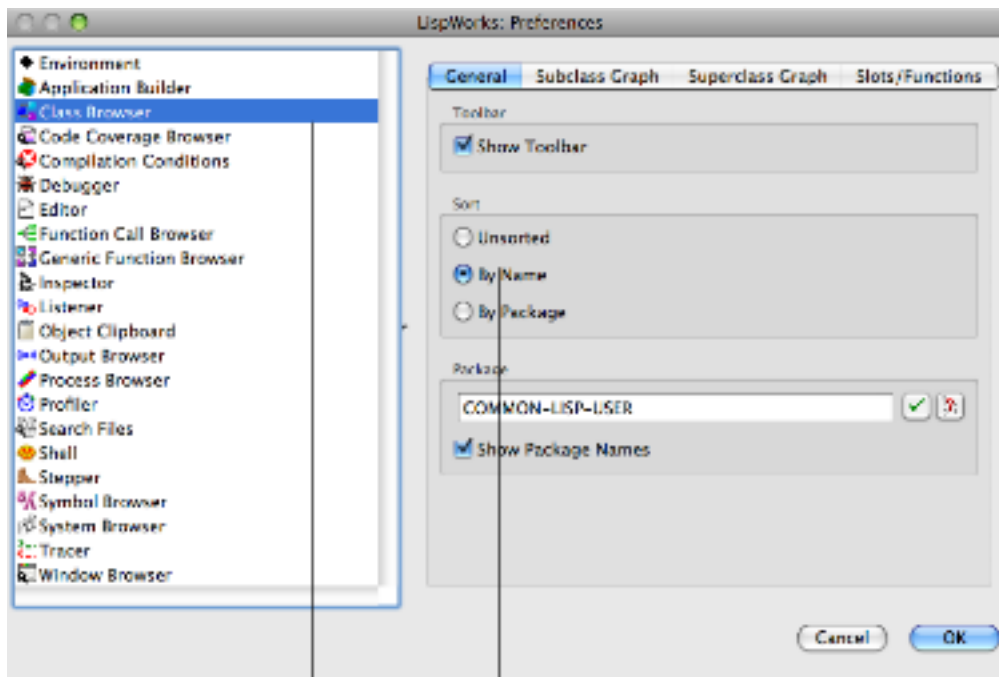 LispWorks: Preferences
Environment
Application Builder
Class Browser
Code Coverage Browser
Compilation Conditions
Debugger
Editor
Function Call Browser
Generic Function Browser
Inspector
Listener
Object Clipboard
Output Browser
Process Browser
Profiler
Search Files
Shell
Stepper
Symbol Browser
System Browser
Tracer
Window Browser
General Subclass Graph Superclass Graph Slots/Functions
Toolbar
Show Toolbar
Sort
Unsorted
By Name
By Package
Package
COMMON-LISP-USER
Show Package Names
Cancel OK